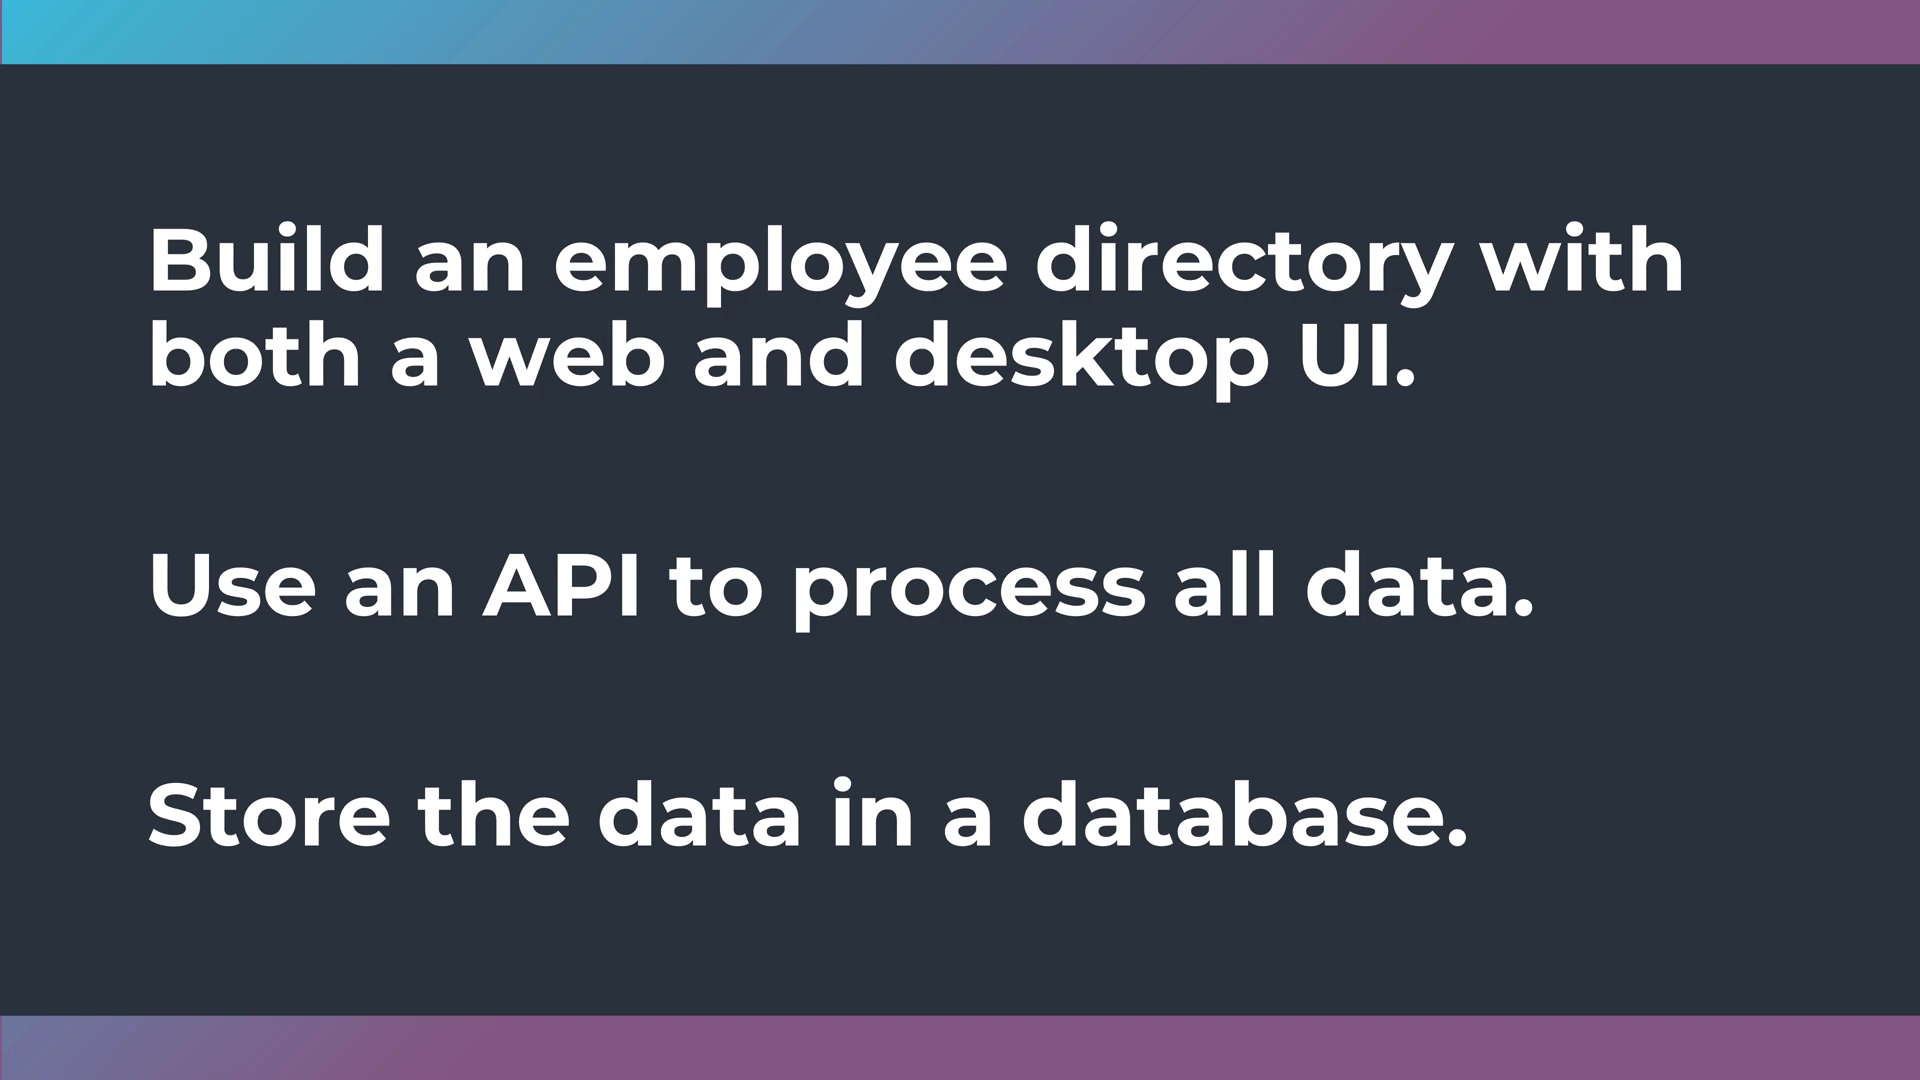 Build an employee directory with
both a web and desktop UI.
Use an API to process all data.
Store the data in a database.